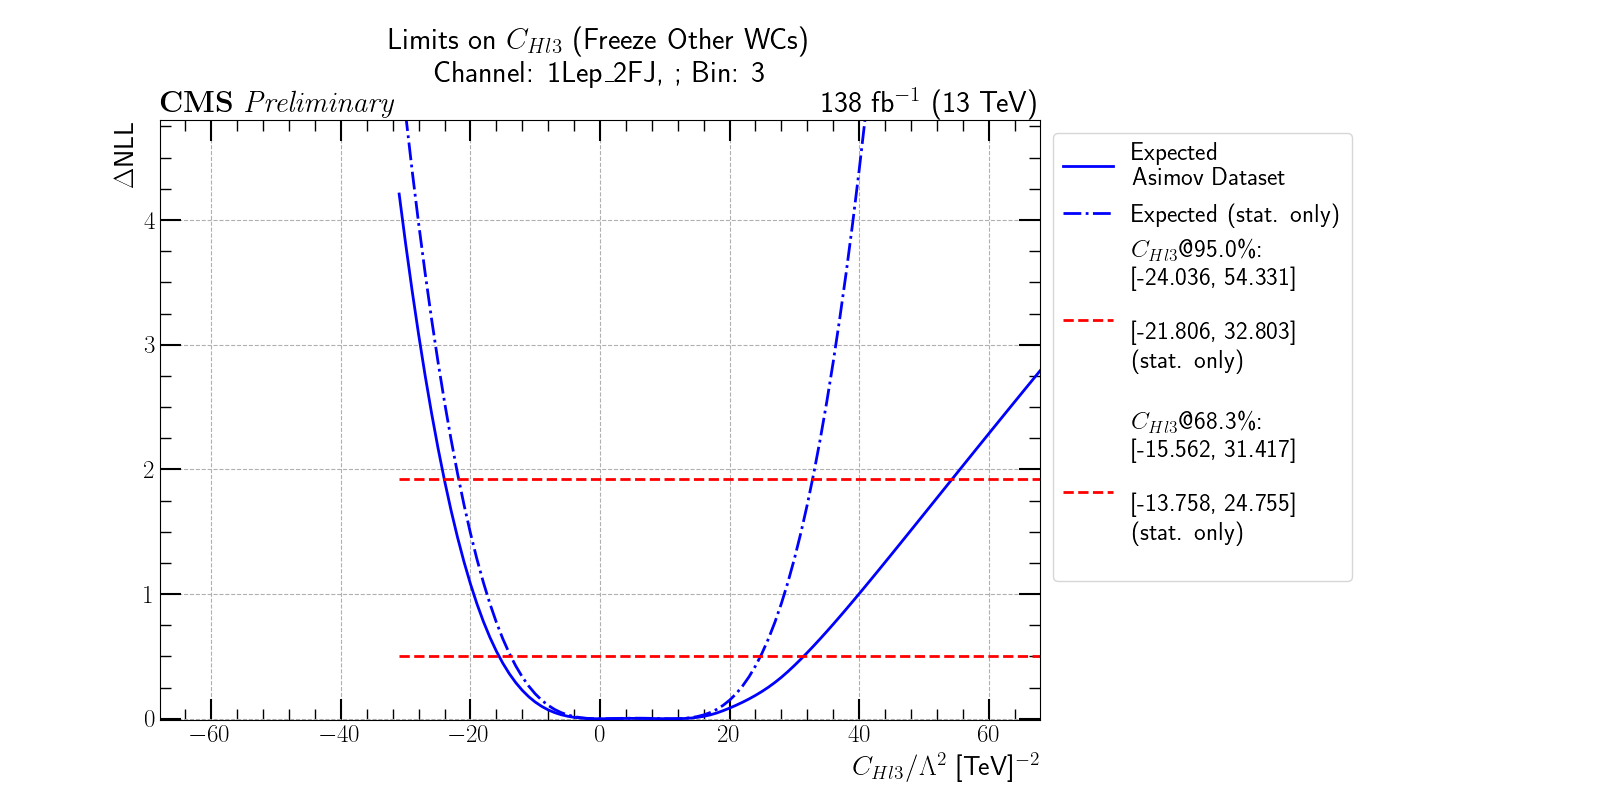 Limits on C_{Hl3} (Freeze Other WCs)
Channel: 1Lep_2FJ, ; Bin: 3
CMS Preliminary
138 fb^{-1} (13 TeV)
ΔNLL
4
3
2
1
0
−60
−40
−20
0
20
40
60
C_{Hl3}/Λ^2 [TeV]^{-2}
Expected
Asimov Dataset
Expected (stat. only)
C_{Hl3}@95.0%:
[-24.036, 54.331]
[-21.806, 32.803]
(stat. only)
C_{Hl3}@68.3%:
[-15.562, 31.417]
[-13.758, 24.755]
(stat. only)